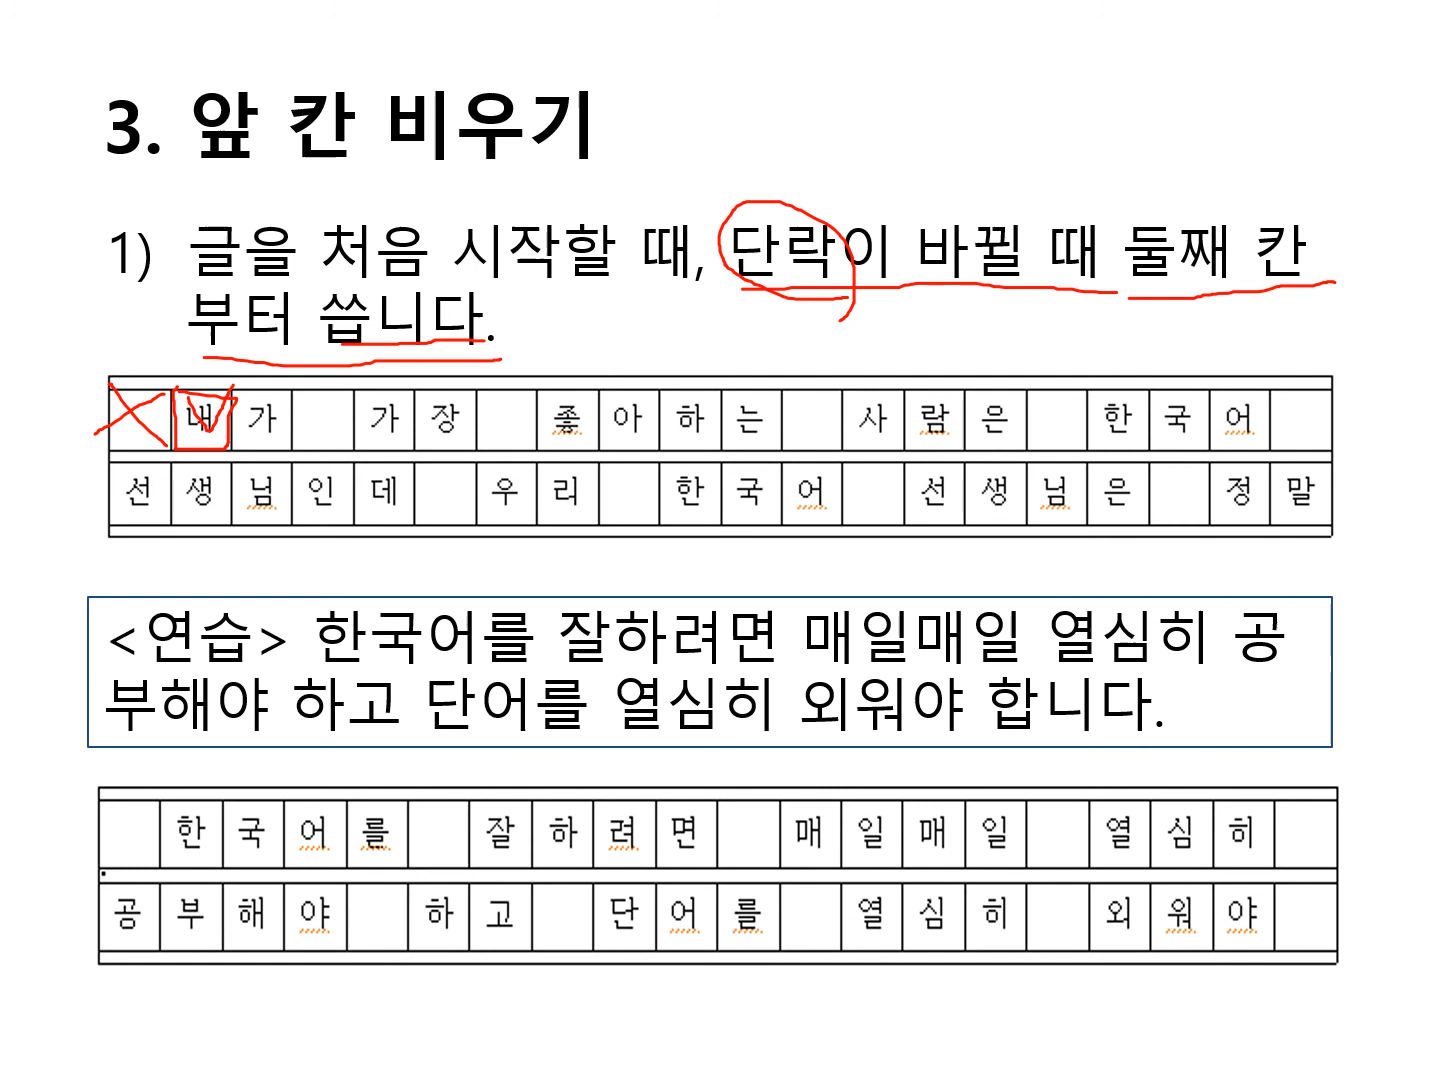 3. 앞 칸 비우기
1) 글을 처음 시작할 때, 단락이 바뀔 때 둘째 칸
부터 씁니다.
내가 가장 좋아하는 사람은 한국어
선생님인데 우리 한국어 선생님은 정말
<연습> 한국어를 잘하려면 매일매일 열심히 공
부해야 하고 단어를 열심히 외워야 합니다.
한국어를 잘하려면 매일매일 열심히
공부해야 하고 단어를 열심히 외워야